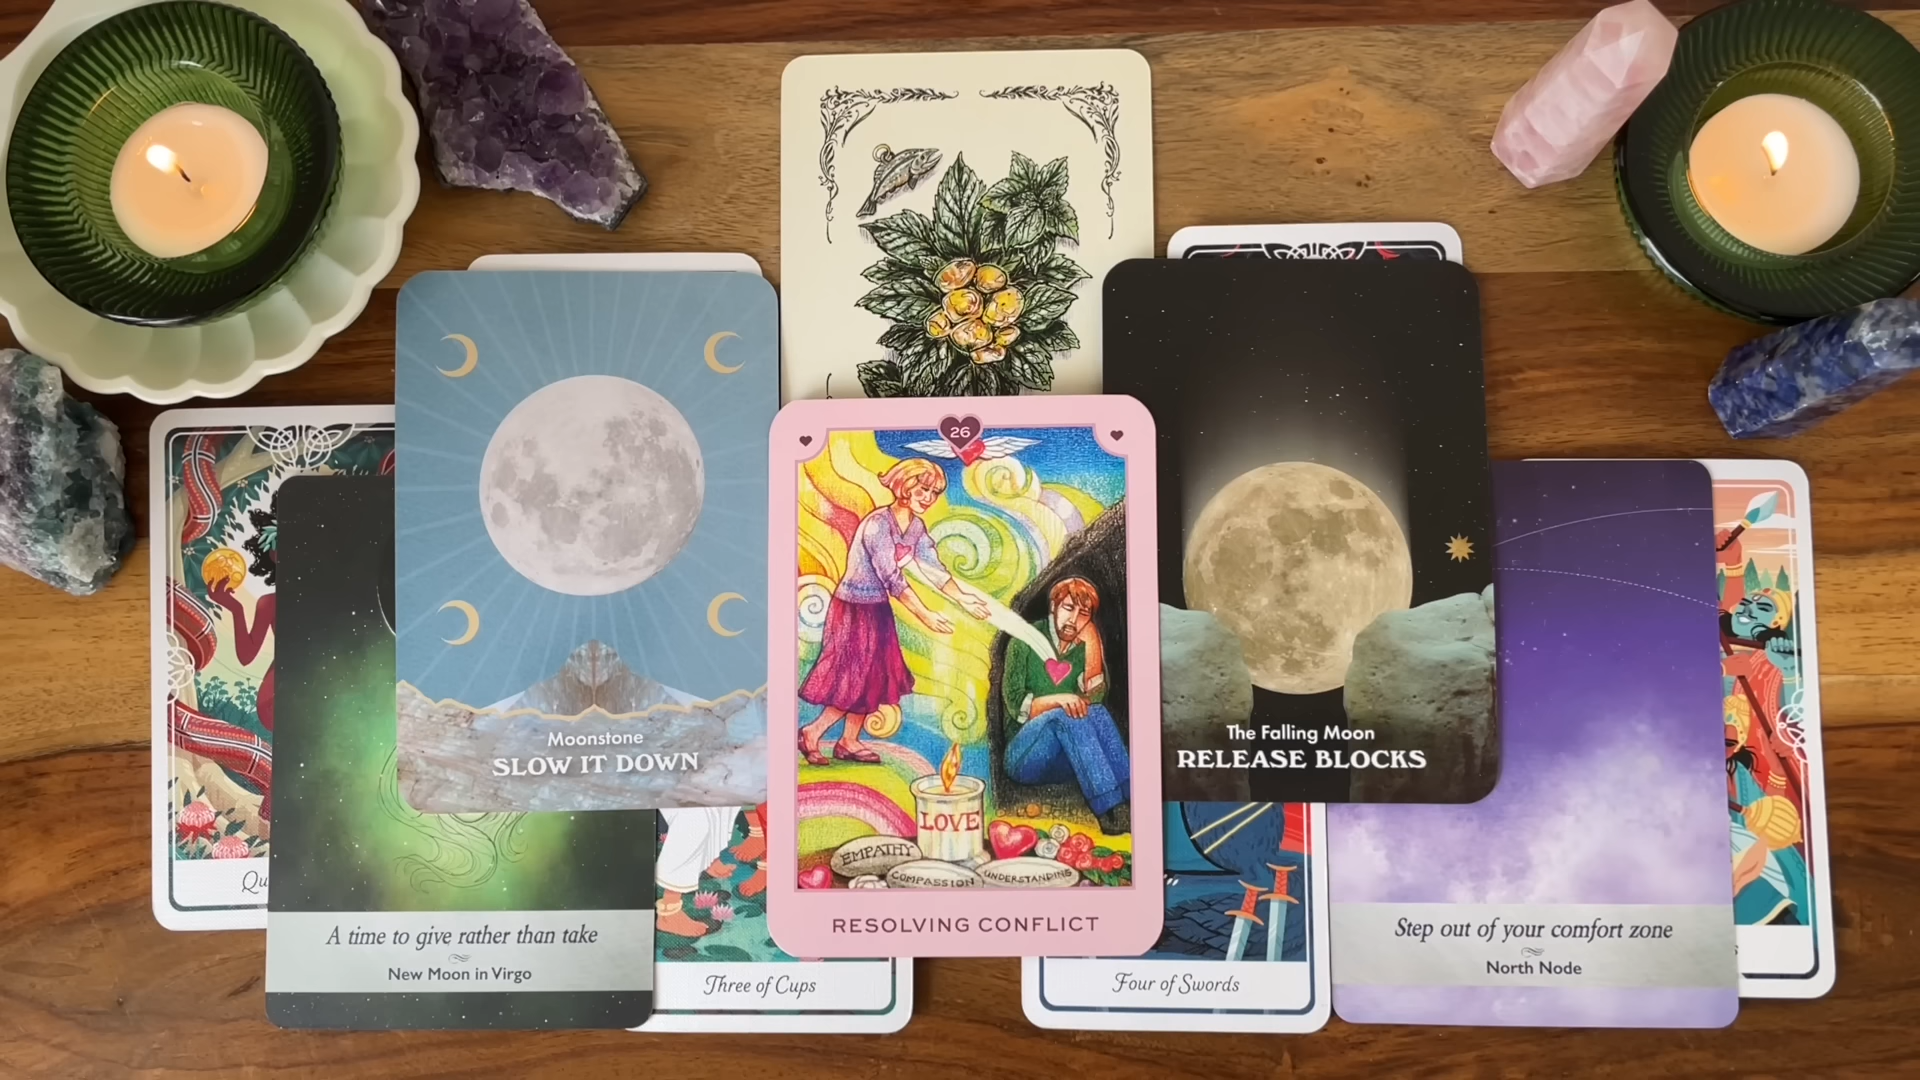 Moonstone
SLOW IT DOWN
26
LOVE
EMPATHY
COMPASSION
UNDERSTANDING
RESOLVING CONFLICT
The Falling Moon
RELEASE BLOCKS
Qu
A time to give rather than take
New Moon in Virgo
Three of Cups
Four of Swords
Step out of your comfort zone
North Node
s